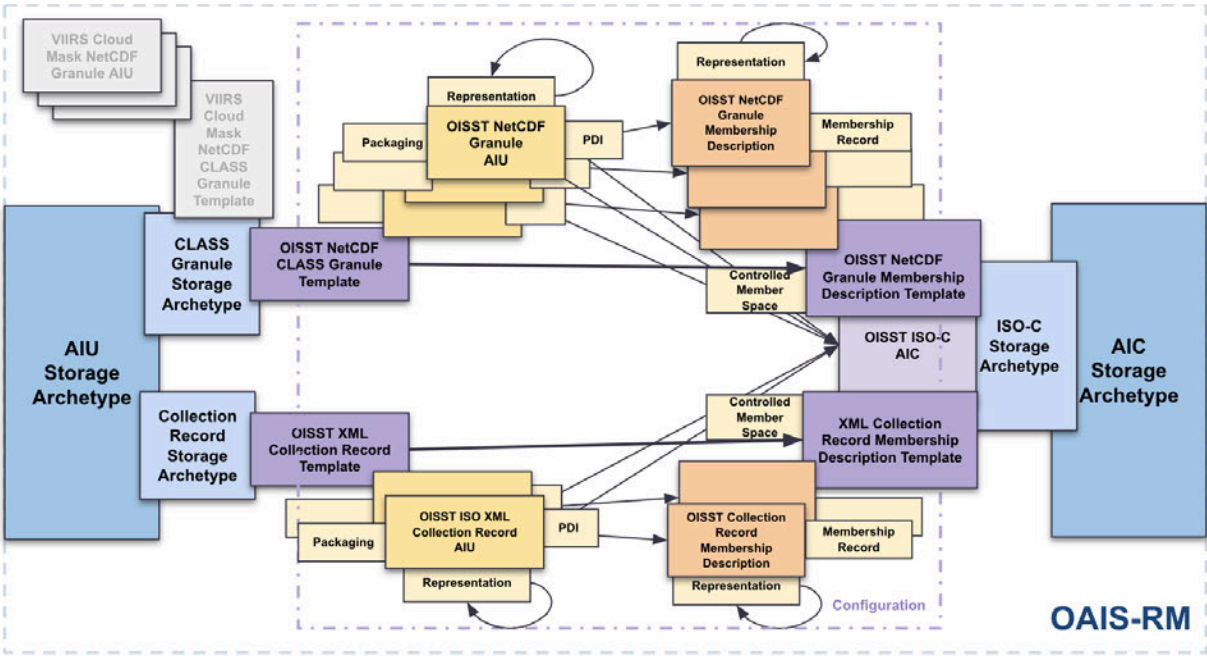 VIIRS Cloud
Mask NetCDF
Granule AIU
VIIRS
Cloud
Mask
NetCDF
CLASS
Granule
Template
Representation
OISST NetCDF
Granule
AIU
Packaging
PDI
Representation
OISST NetCDF
Granule
Membership
Description
Membership
Record
AIU
Storage
Archetype
CLASS
Granule
Storage
Archetype
OISST NetCDF
CLASS Granule
Template
Controlled
Member
Space
OISST NetCDF
Granule Membership
Description Template
OISST ISO-C
AIC
ISO-C
Storage
Archetype
AIC
Storage
Archetype
Collection
Record
Storage
Archetype
OISST XML
Collection Record
Template
Controlled
Member
Space
XML Collection
Record Membership
Description Template
Packaging
OISST ISO XML
Collection Record
AIU
PDI
Representation
OISST Collection
Record
Membership
Description
Membership
Record
Representation
Configuration
OAIS-RM